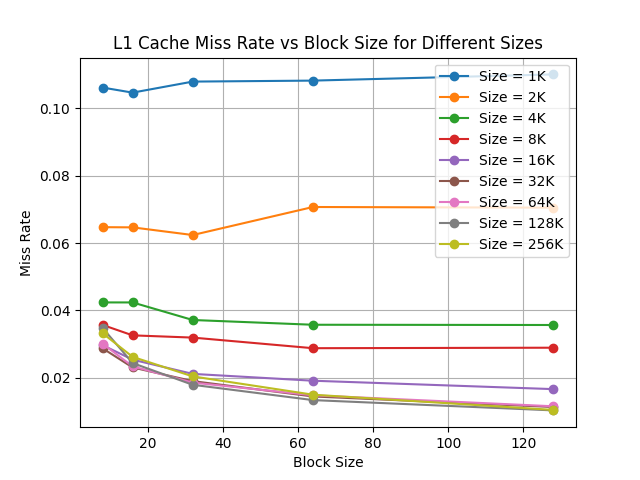 L1 Cache Miss Rate vs Block Size for Different Sizes
Size = 1K
Size = 2K
Size = 4K
Size = 8K
Size = 16K
Size = 32K
Size = 64K
Size = 128K
Size = 256K
0.10
0.08
0.06
0.04
0.02
Miss Rate
20 40 60 80 100 120
Block Size